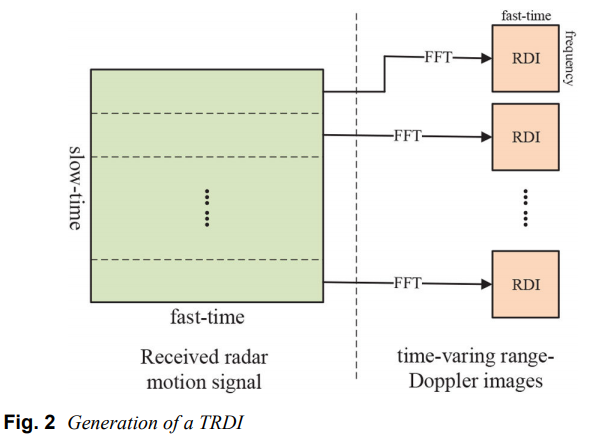 fast-time
FFT
RDI
frequency
FFT
RDI
slow-time
FFT
RDI
fast-time
Received radar
motion signal
time-varing range-
Doppler images
Fig. 2 Generation of a TRDI